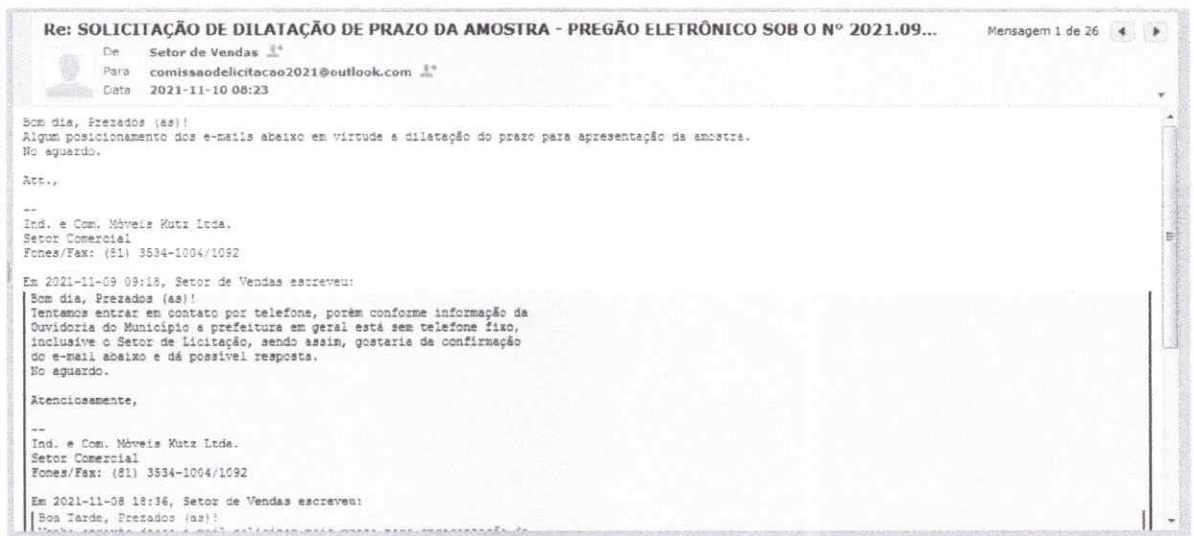 Re: SOLICITAÇÃO DE DILATAÇÃO DE PRAZO DA AMOSTRA - PREGÃO ELETRÔNICO SOB O Nº 2021.09...
Mensagem 1 de 26
De Setor de Vendas
Para comissaodelicitacao2021@outlook.com
Data 2021-11-10 08:23
Bom dia, Prezados (as)!
Algum posicionamento dos e-mails abaixo em virtude a dilatação do prazo para apresentação da amostra.
No aguardo.
Att.,
--
Ind. e Com. Móveis Kutz Ltda.
Setor Comercial
Fones/Fax: (81) 3534-1004/1092
Em 2021-11-09 09:18, Setor de Vendas escreveu:
Bom dia, Prezados (as)!
Tentamos entrar em contato por telefone, porém conforme informação da
Ouvidoria do Município a prefeitura em geral está sem telefone fixo,
inclusive o Setor de Licitação, sendo assim, gostaria da confirmação
do e-mail abaixo e dá possível resposta.
No aguardo.
Atenciosamente,
--
Ind. e Com. Móveis Kutz Ltda.
Setor Comercial
Fones/Fax: (81) 3534-1004/1092
Em 2021-11-08 18:36, Setor de Vendas escreveu:
Boa Tarde, Prezados (as)!